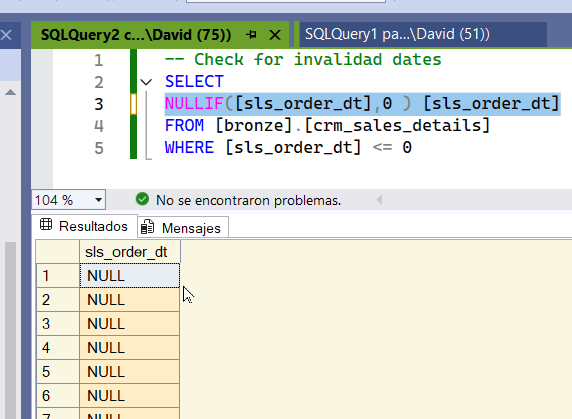 SQLQuery2 c...\David (75))
SQLQuery1 pa...\David (51))
1 -- Check for invalidad dates
2 SELECT
3 NULLIF([sls_order_dt],0 ) [sls_order_dt]
4 FROM [bronze].[crm_sales_details]
5 WHERE [sls_order_dt] <= 0
104 %
No se encontraron problemas.
Resultados
Mensajes
sls_order_dt
1 NULL
2 NULL
3 NULL
4 NULL
5 NULL
6 NULL
7 NULL